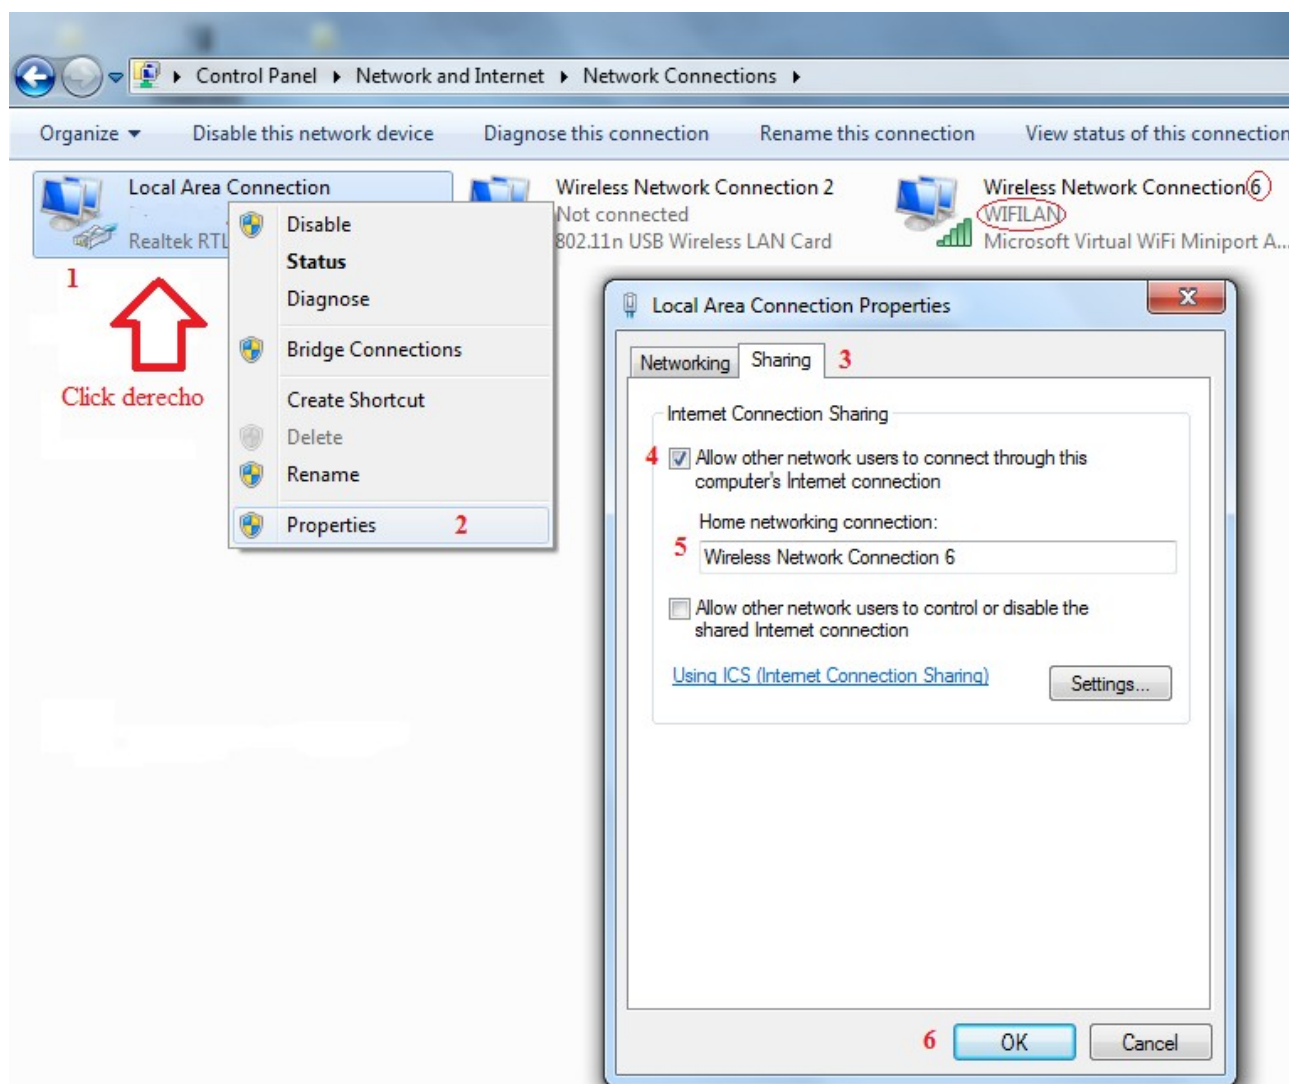 Control Panel Network and Internet Network Connections
Organize Disable this network device Diagnose this connection Rename this connection View status of this connection
Local Area Connection
Realtek RTL
Wireless Network Connection 2
Not connected
802.11n USB Wireless LAN Card
Wireless Network Connection 6
WIFILAN
Microsoft Virtual WiFi Miniport A...
1
Click derecho
Disable
Status
Diagnose
Bridge Connections
Create Shortcut
Delete
Rename
Properties 2
Local Area Connection Properties
Networking Sharing 3
Internet Connection Sharing
4 Allow other network users to connect through this
computer's Internet connection
Home networking connection:
5 Wireless Network Connection 6
Allow other network users to control or disable the
shared Internet connection
Using ICS (Internet Connection Sharing)
Settings...
6 OK Cancel